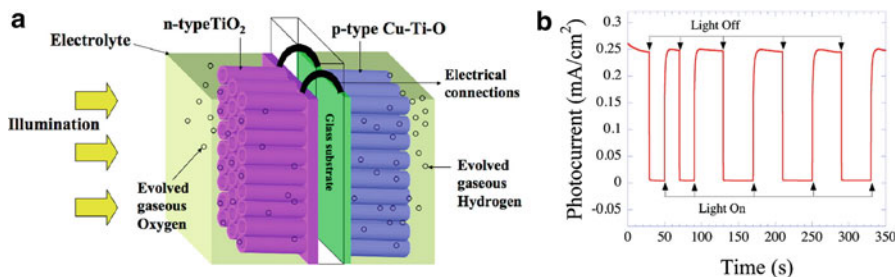 a
n-typeTiO2
p-type Cu-Ti-O
Electrolyte
Electrical
connections
Illumination
Glass substrate
Evolved
gaseous
Oxygen
Evolved
gaseous
Hydrogen
b
Light Off
Photocurrent (mA/cm²)
0.3
0.25
0.2
0.15
0.1
0.05
0
-0.05
Light On
0 50 100 150 200 250 300 350
Time (s)